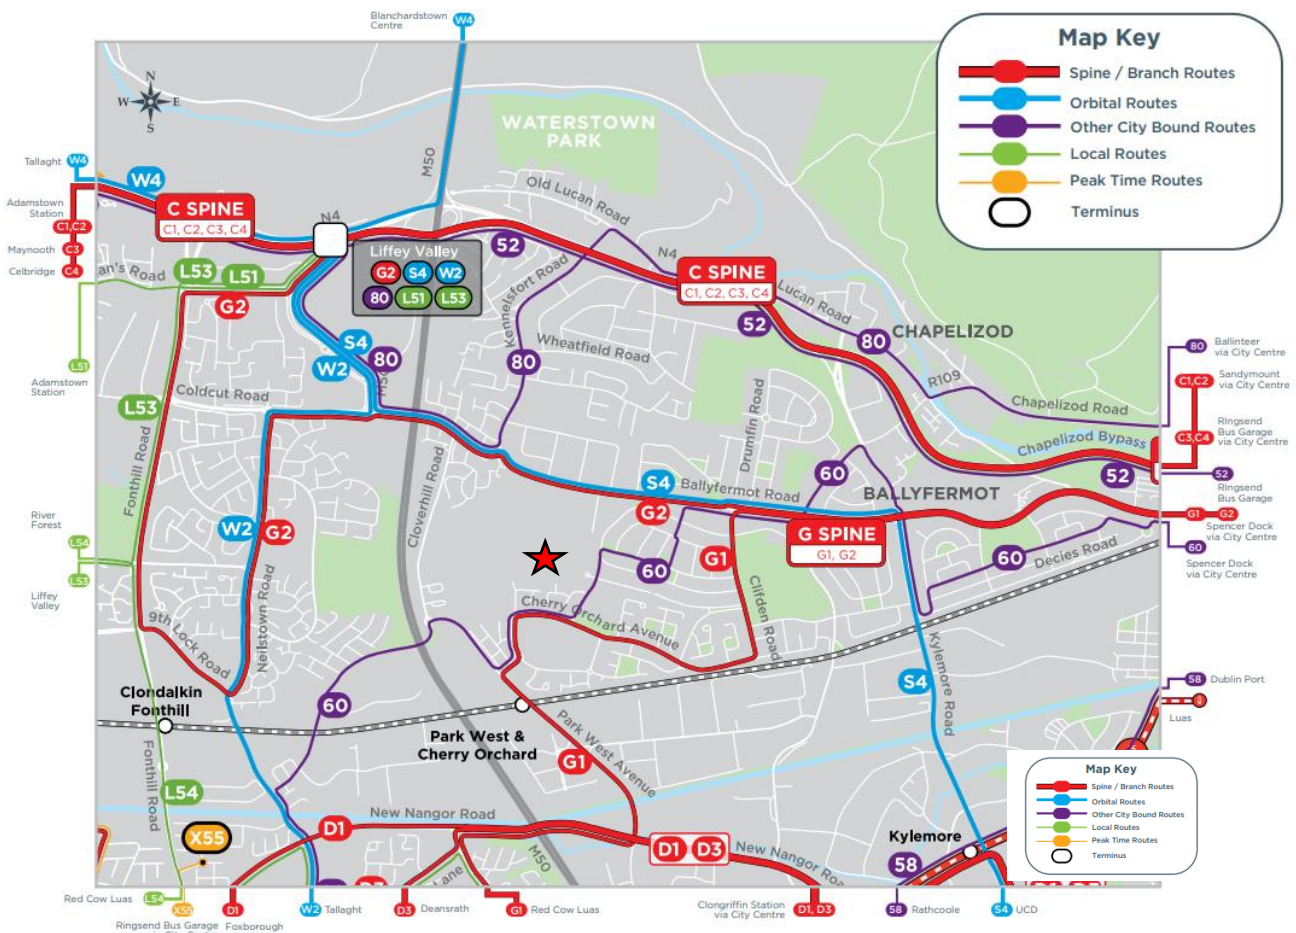 Blanchardstown
Centre
W4
Map Key
Spine / Branch Routes
Orbital Routes
Other City Bound Routes
Local Routes
Peak Time Routes
Terminus
N
W E
S
WATERSTOWN
PARK
M50
Tallaght
W4
W4
Adamstown
Station
C1,C2
Maynooth
C3
Celbridge
C4
C SPINE
C1, C2, C3, C4
N4
Old Lucan Road
N4
52
Liffey Valley
G2 S4 W2
80 L51 L53
an's Road
L53
L51
G2
C SPINE
C1, C2, C3, C4
Lucan Road
52
80
CHAPELIZOD
Kennelsfort Road
Wheatfield Road
80
S4
W2
80
M50
R109
Chapelizod Road
Chapelizod Bypass
52
80
Ballinteer
via City Centre
C1,C2
Sandymount
via City Centre
C3,C4
Ringsend
Bus Garage
via City Centre
52
Ringsend
Bus Garage
G1
G2
Spencer Dock
via City Centre
60
Spencer Dock
via City Centre
L51
Adamstown
Station
Coldcut Road
L53
Fonthill Road
Cloverhill Road
Drumfin Road
60
S4
Ballyfermot Road
G2
BALLYFERMOT
G SPINE
G1, G2
River
Forest
L54
L53
Liffey
Valley
W2
G2
Neilstown Road
9th Lock Road
60
G1
Clifden Road
Cherry Orchard Avenue
60
Decies Road
Kylemore Road
S4
Clondalkin
Fonthill
60
Park West &
Cherry Orchard
Park West Avenue
G1
58
Dublin Port
Luas
Fonthill Road
L54
X55
New Nangor Road
D1
M50
Lane
D1 D3
New Nangor Roa
Kylemore
58
Map Key
Spine / Branch Routes
Orbital Routes
Other City Bound Routes
Local Routes
Peak Time Routes
Terminus
Red Cow Luas
L54
X55
Ringsend Bus Garage
D1
Foxborough
W2
Tallaght
D3
Deansrath
G1
Red Cow Luas
Clongriffin Station
via City Centre
D1, D3
58
Rathcoole
S4
UCD